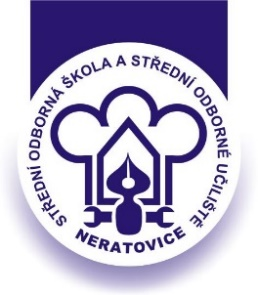 STŘEDNÍ ODBORNÁ ŠKOLA A STŘEDNÍ ODBORNÉ UČILIŠTĚ
NERATOVICE